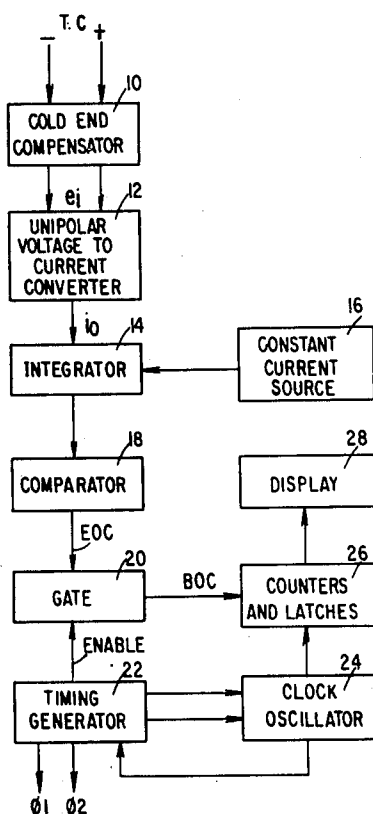 T.C
− +
10
COLD END
COMPENSATOR
ei
12
UNIPOLAR
VOLTAGE TO
CURRENT
CONVERTER
io
14
INTEGRATOR
16
CONSTANT
CURRENT
SOURCE
18
COMPARATOR
28
DISPLAY
EOC
20
GATE
BOC
26
COUNTERS
AND LATCHES
ENABLE
22
TIMING
GENERATOR
24
CLOCK
OSCILLATOR
Ø1 Ø2